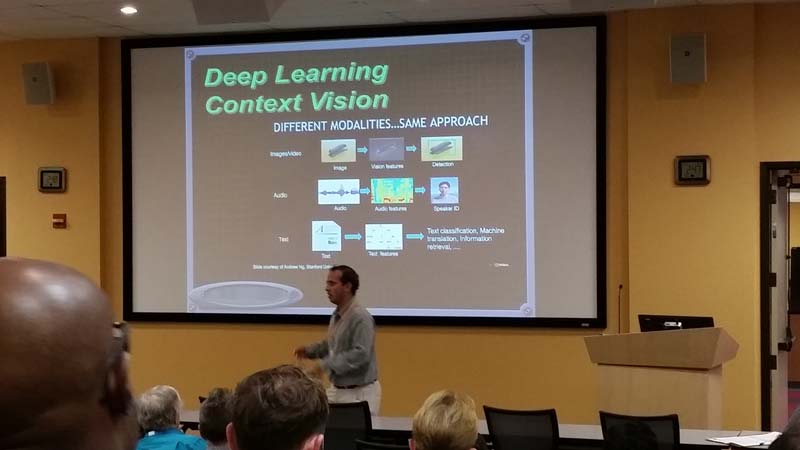 Deep Learning
Context Vision
DIFFERENT MODALITIES...SAME APPROACH
Images/video
Image
Vision features
Detection
Audio
Audio
Audio features
Speaker ID
Text
Text
Text features
Text classification, Machine
translation, Information
retrieval, ....
Slide courtesy of Andrew Ng, Stanford